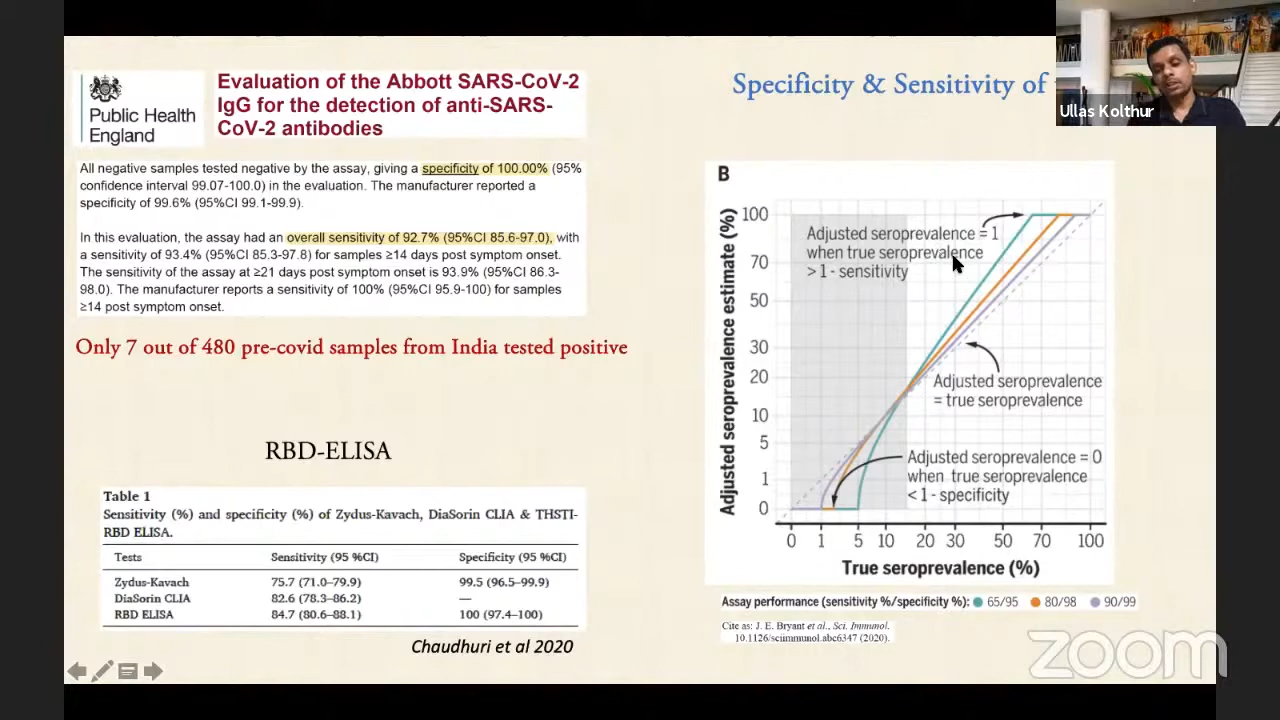 Public Health
England
Evaluation of the Abbott SARS-CoV-2
IgG for the detection of anti-SARS-
CoV-2 antibodies
All negative samples tested negative by the assay, giving a specificity of 100.00% (95%
confidence interval 99.07-100.0) in the evaluation. The manufacturer reported a
specificity of 99.6% (95%CI 99.1-99.9).
In this evaluation, the assay had an overall sensitivity of 92.7% (95%CI 85.6-97.0), with
a sensitivity of 93.4% (95%CI 85.3-97.8) for samples ≥14 days post symptom onset.
The sensitivity of the assay at ≥21 days post symptom onset is 93.9% (95%CI 86.3-
98.0). The manufacturer reports a sensitivity of 100% (95%CI 95.9-100) for samples
≥14 post symptom onset.
Only 7 out of 480 pre-covid samples from India tested positive
RBD-ELISA
Table 1
Sensitivity (%) and specificity (%) of Zydus-Kavach, DiaSorin CLIA & THSTI-
RBD ELISA.
Tests Sensitivity (95 %CI) Specificity (95 %CI)
Zydus-Kavach 75.7 (71.0–79.9) 99.5 (96.5–99.9)
DiaSorin CLIA 82.6 (78.3–86.2) —
RBD ELISA 84.7 (80.6–88.1) 100 (97.4–100)
Chaudhuri et al 2020
Specificity & Sensitivity of
Ullas Kolthur
B
Adjusted seroprevalence estimate (%)
100
70
50
30
20
10
5
1
0
Adjusted seroprevalence = 1
when true seroprevalence
> 1 - sensitivity
Adjusted seroprevalence
= true seroprevalence
Adjusted seroprevalence = 0
when true seroprevalence
< 1 - specificity
0 1 5 10 20 30 50 70 100
True seroprevalence (%)
Assay performance (sensitivity %/specificity %): 65/95 80/98 90/99
Cite as: J. E. Bryant et al., Sci. Immunol.
10.1126/sciimmunol.abc6347 (2020).
zoom